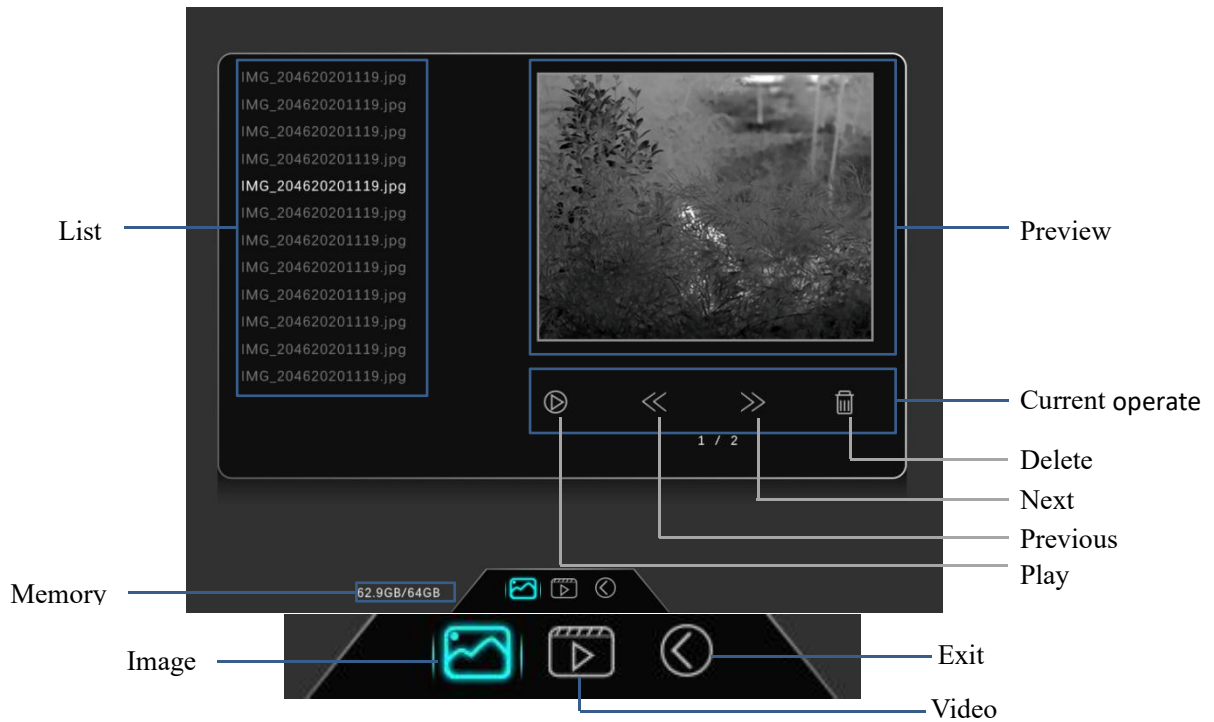 IMG_204620201119.jpg
IMG_204620201119.jpg
IMG_204620201119.jpg
IMG_204620201119.jpg
IMG_204620201119.jpg
IMG_204620201119.jpg
IMG_204620201119.jpg
IMG_204620201119.jpg
IMG_204620201119.jpg
IMG_204620201119.jpg
IMG_204620201119.jpg
IMG_204620201119.jpg
List
Preview
Current operate
1 / 2
Delete
Next
Previous
Play
Memory
62.9GB/64GB
Image
Exit
Video